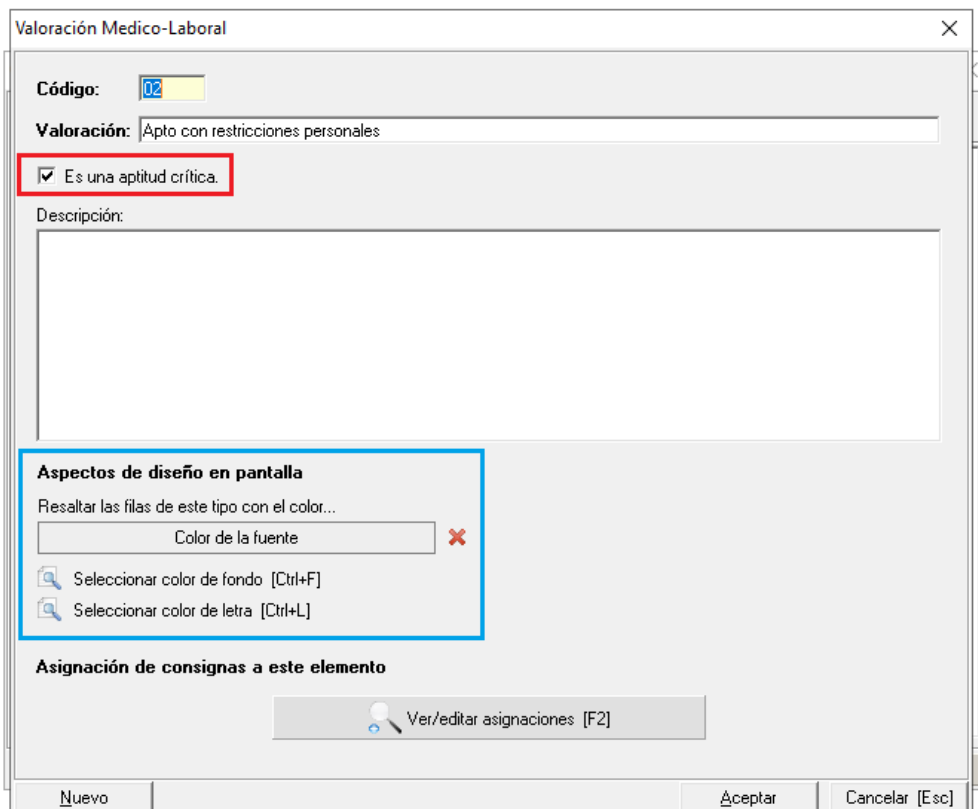 Valoración Medico-Laboral
Código: 02
Valoración: Apto con restricciones personales
Es una aptitud crítica.
Descripción:
Aspectos de diseño en pantalla
Resaltar las filas de este tipo con el color...
Color de la fuente
Seleccionar color de fondo [Ctrl+F]
Seleccionar color de letra [Ctrl+L]
Asignación de consignas a este elemento
Ver/editar asignaciones [F2]
Nuevo Aceptar Cancelar [Esc]